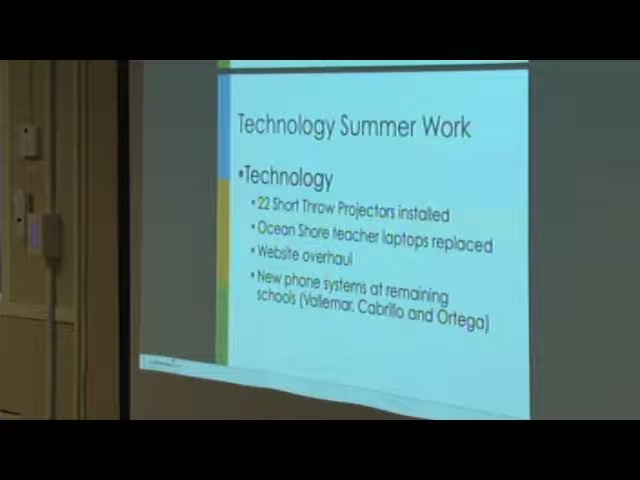 Technology Summer Work
▪Technology
• 22 Short Throw Projectors installed
• Ocean Shore teacher laptops replaced
• Website overhaul
• New phone systems at remaining
schools (Vallemar, Cabrillo and Ortega)